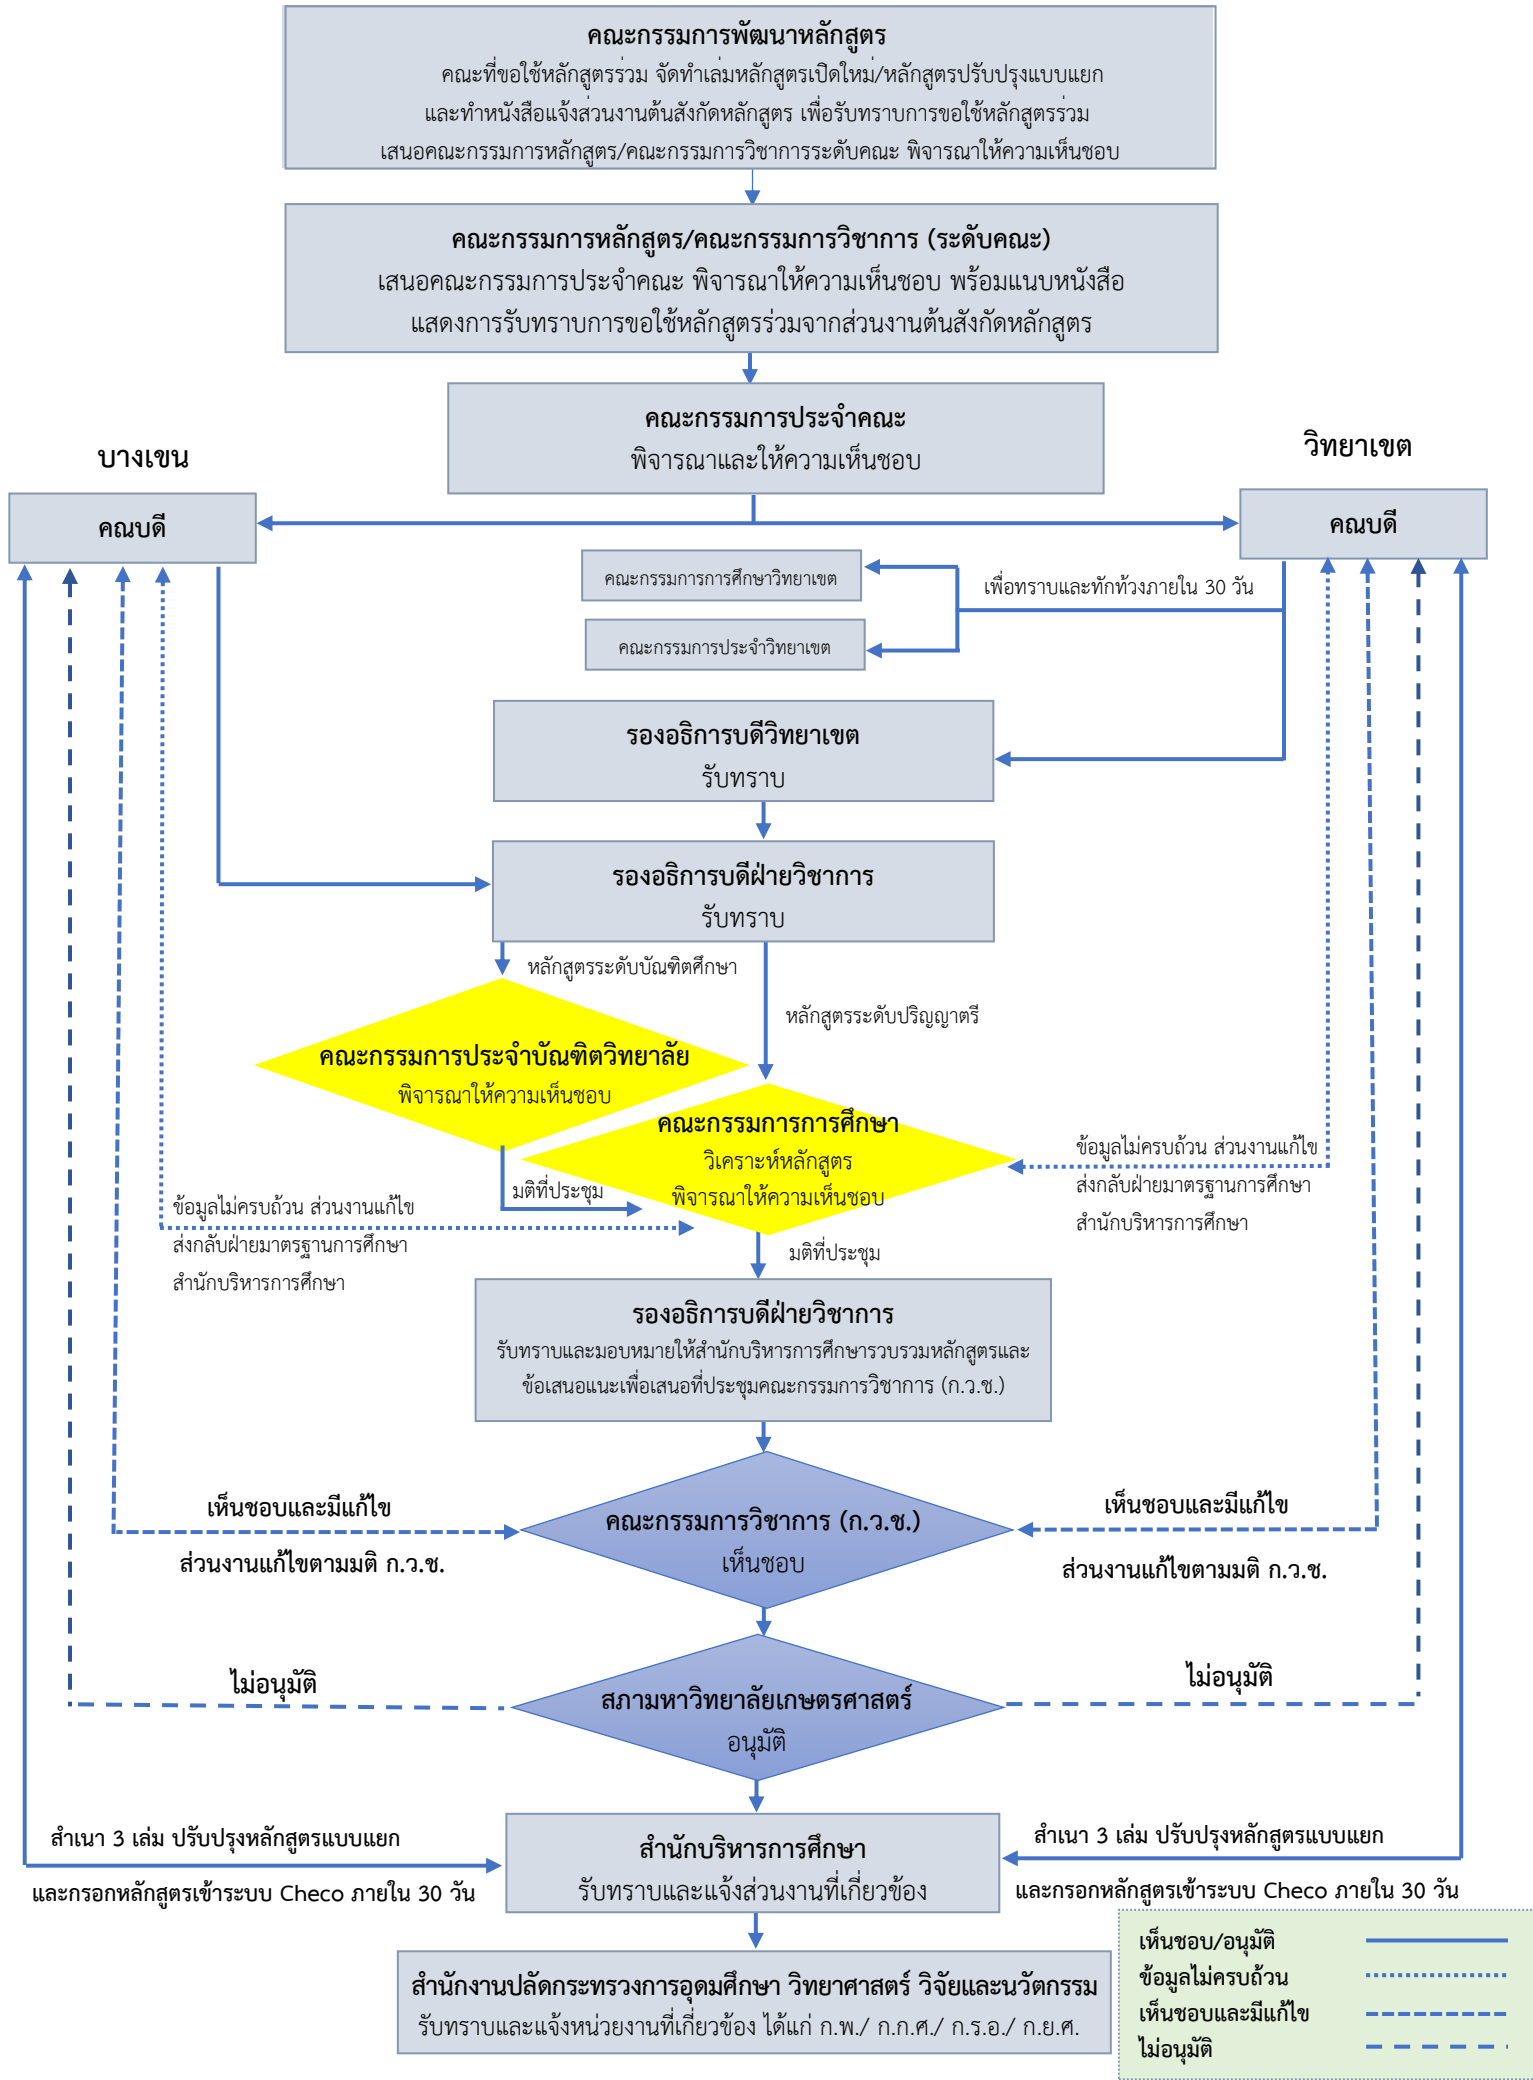 คณะกรรมการพัฒนาหลักสูตร
คณะที่ขอใช้หลักสูตรร่วม จัดทำเล่มหลักสูตรเปิดใหม่/หลักสูตรปรับปรุงแบบแยก
และทำหนังสือแจ้งส่วนงานต้นสังกัดหลักสูตร เพื่อรับทราบการขอใช้หลักสูตรร่วม
เสนอคณะกรรมการหลักสูตร/คณะกรรมการวิชาการระดับคณะ พิจารณาให้ความเห็นชอบ
คณะกรรมการหลักสูตร/คณะกรรมการวิชาการ (ระดับคณะ)
เสนอคณะกรรมการประจำคณะ พิจารณาให้ความเห็นชอบ พร้อมแนบหนังสือ
แสดงการรับทราบการขอใช้หลักสูตรร่วมจากส่วนงานต้นสังกัดหลักสูตร
คณะกรรมการประจำคณะ
พิจารณาและให้ความเห็นชอบ
บางเขน
วิทยาเขต
คณบดี
คณบดี
คณะกรรมการการศึกษาวิทยาเขต
เพื่อทราบและทักท้วงภายใน 30 วัน
คณะกรรมการประจำวิทยาเขต
รองอธิการบดีวิทยาเขต
รับทราบ
รองอธิการบดีฝ่ายวิชาการ
รับทราบ
หลักสูตรระดับบัณฑิตศึกษา
หลักสูตรระดับปริญญาตรี
คณะกรรมการประจำบัณฑิตวิทยาลัย
พิจารณาให้ความเห็นชอบ
คณะกรรมการการศึกษา
วิเคราะห์หลักสูตร
พิจารณาให้ความเห็นชอบ
ข้อมูลไม่ครบถ้วน ส่วนงานแก้ไข
ส่งกลับฝ่ายมาตรฐานการศึกษา
สำนักบริหารการศึกษา
มติที่ประชุม
ข้อมูลไม่ครบถ้วน ส่วนงานแก้ไข
ส่งกลับฝ่ายมาตรฐานการศึกษา
สำนักบริหารการศึกษา
มติที่ประชุม
รองอธิการบดีฝ่ายวิชาการ
รับทราบและมอบหมายให้สำนักบริหารการศึกษารวบรวมหลักสูตรและ
ข้อเสนอแนะเพื่อเสนอที่ประชุมคณะกรรมการวิชาการ (ก.ว.ช.)
เห็นชอบและมีแก้ไข
ส่วนงานแก้ไขตามมติ ก.ว.ช.
คณะกรรมการวิชาการ (ก.ว.ช.)
เห็นชอบ
เห็นชอบและมีแก้ไข
ส่วนงานแก้ไขตามมติ ก.ว.ช.
ไม่อนุมัติ
สภามหาวิทยาลัยเกษตรศาสตร์
อนุมัติ
ไม่อนุมัติ
สำเนา 3 เล่ม ปรับปรุงหลักสูตรแบบแยก
และกรอกหลักสูตรเข้าระบบ Checo ภายใน 30 วัน
สำนักบริหารการศึกษา
รับทราบและแจ้งส่วนงานที่เกี่ยวข้อง
สำเนา 3 เล่ม ปรับปรุงหลักสูตรแบบแยก
และกรอกหลักสูตรเข้าระบบ Checo ภายใน 30 วัน
สำนักงานปลัดกระทรวงการอุดมศึกษา วิทยาศาสตร์ วิจัยและนวัตกรรม
รับทราบและแจ้งหน่วยงานที่เกี่ยวข้อง ได้แก่ ก.พ./ ก.ก.ศ./ ก.ร.อ./ ก.ย.ศ.
เห็นชอบ/อนุมัติ
ข้อมูลไม่ครบถ้วน
เห็นชอบและมีแก้ไข
ไม่อนุมัติ